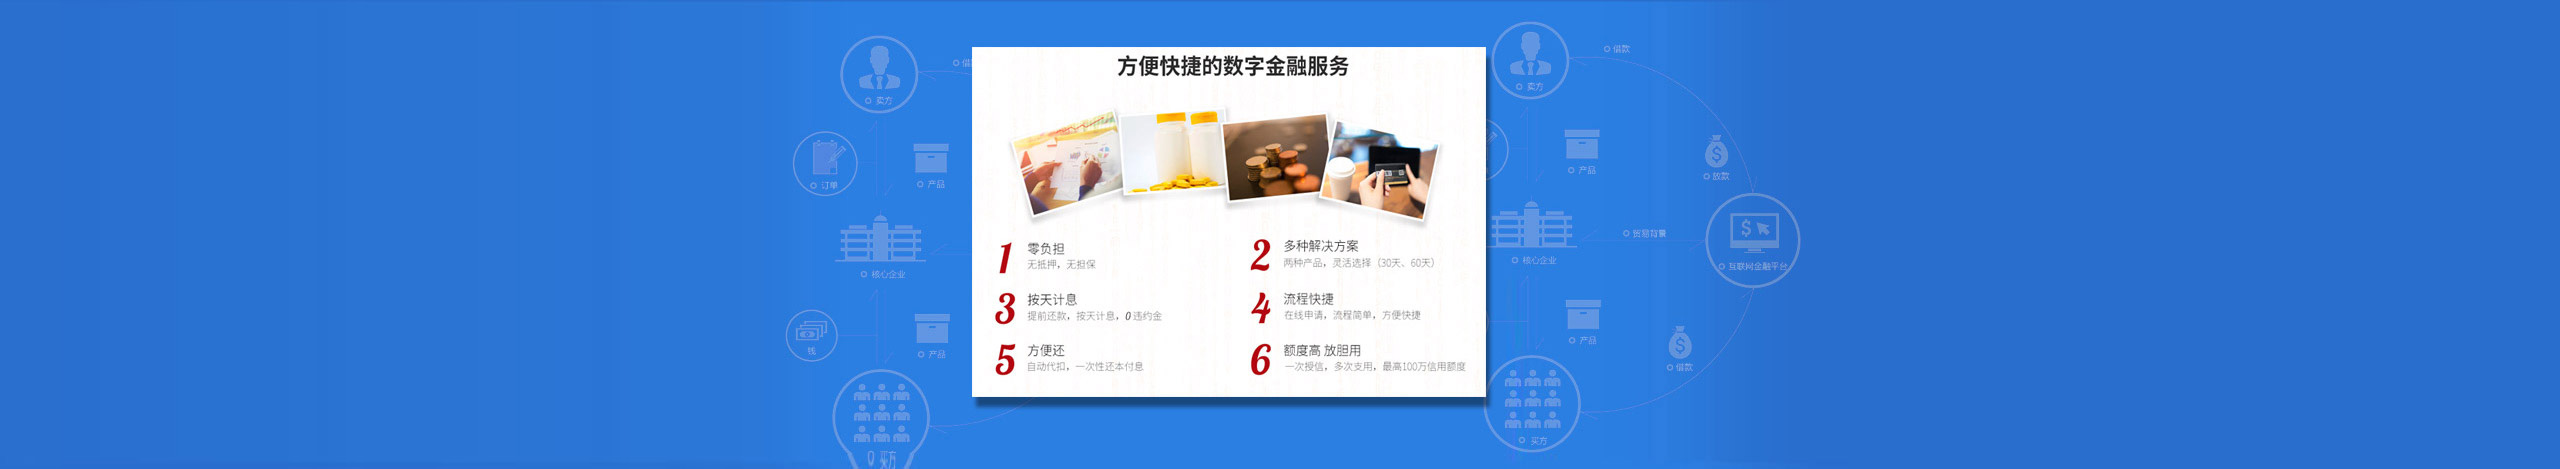 方便快捷的数字金融服务
1 零负担
无抵押，无担保
2 多种解决方案
两种产品，灵活选择（30天、60天）
3 按天计息
提前还款，按天计息，0 违约金
4 流程快捷
在线申请，流程简单，方便快捷
5 方便还
自动代扣，一次性还本付息
6 额度高 放胆用
一次授信，多次支用，最高100万信用额度
卖方
借
订单
产品
核心企业
钱
产品
买方
卖方
借款
产品
放款
核心企业
贸易背景
互联网金融平台
产品
借款
买方